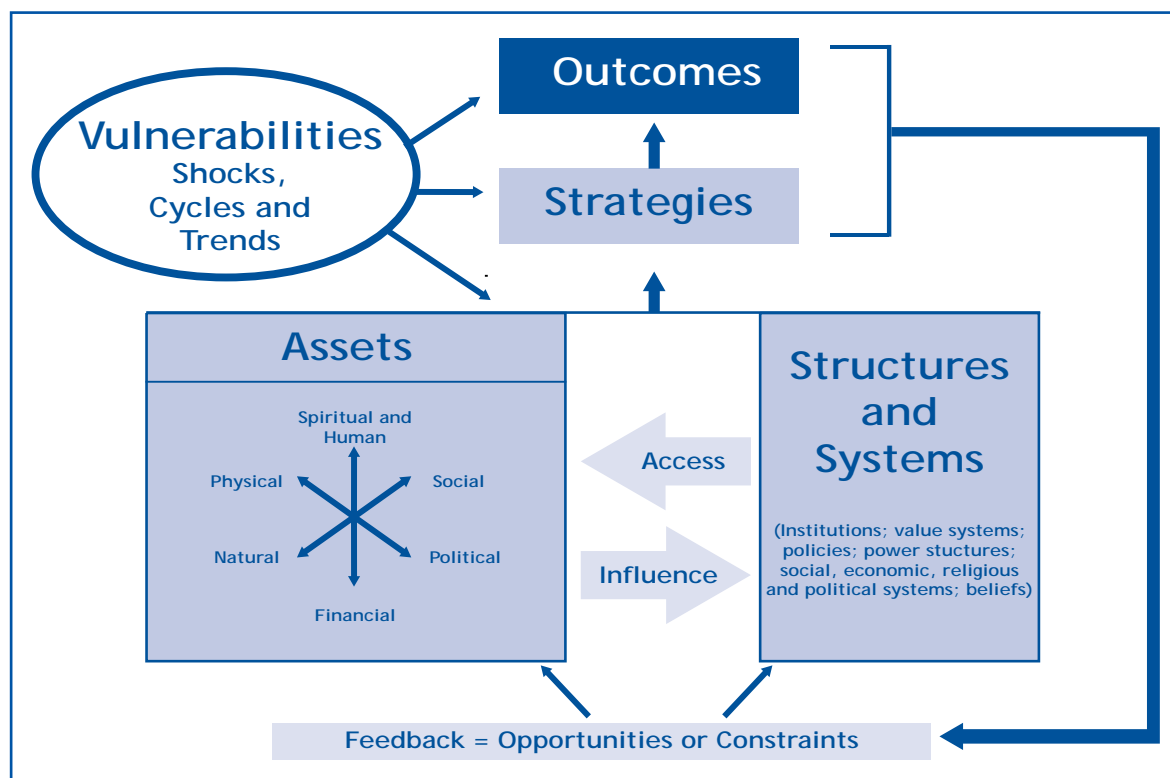 Outcomes
Vulnerabilities
Shocks,
Cycles and
Trends
Strategies
Assets
Spiritual and
Human
Physical
Social
Natural
Political
Financial
Access
Influence
Structures
and
Systems
(Institutions; value systems;
policies; power stuctures;
social, economic, religious
and political systems; beliefs)
Feedback = Opportunities or Constraints